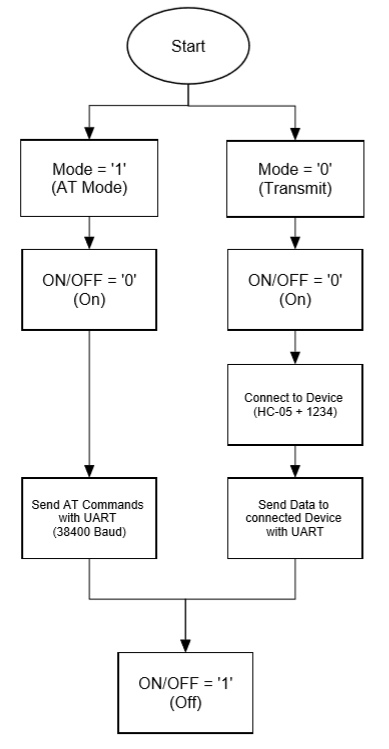 Start
Mode = '1'
(AT Mode)
Mode = '0'
(Transmit)
ON/OFF = '0'
(On)
ON/OFF = '0'
(On)
Connect to Device
(HC-05 + 1234)
Send AT Commands
with UART
(38400 Baud)
Send Data to
connected Device
with UART
ON/OFF = '1'
(Off)